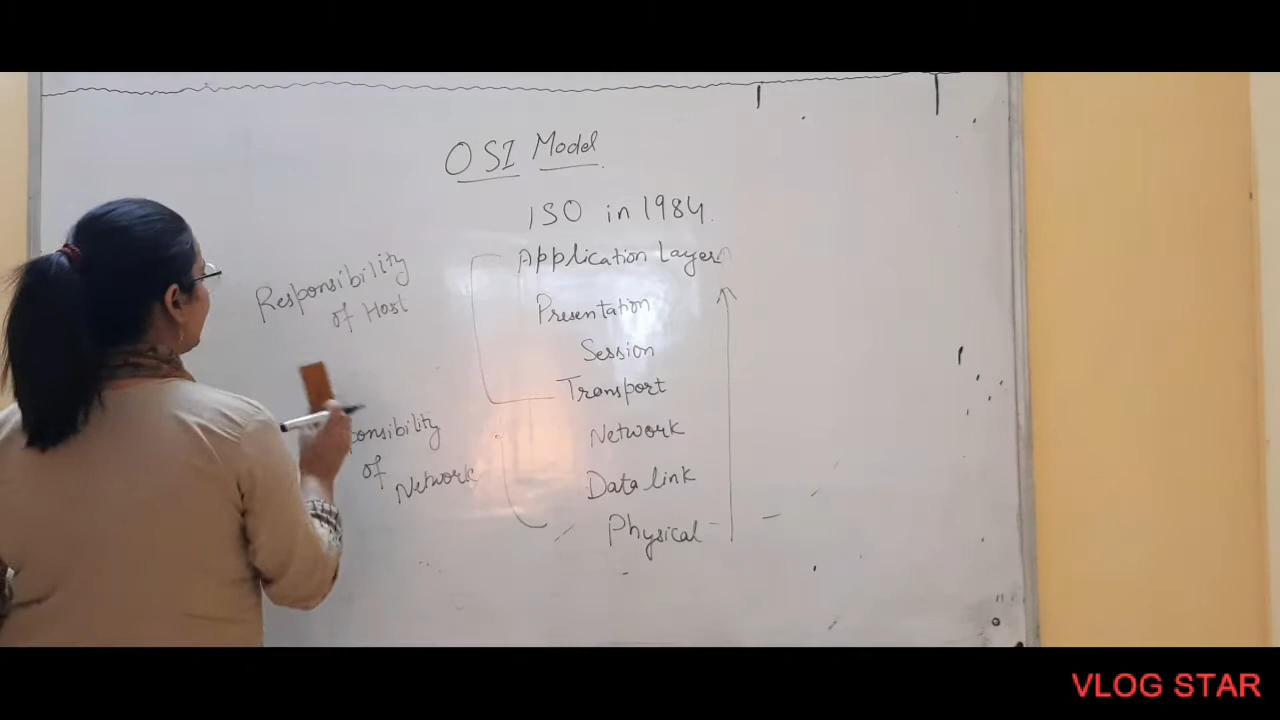 OSI Model
ISO in 1984.
Application Layer
Responsibility
of Host
Presentation
Session
Transport
Network
Data link
Physical
ponsibility
of
Network
VLOG STAR